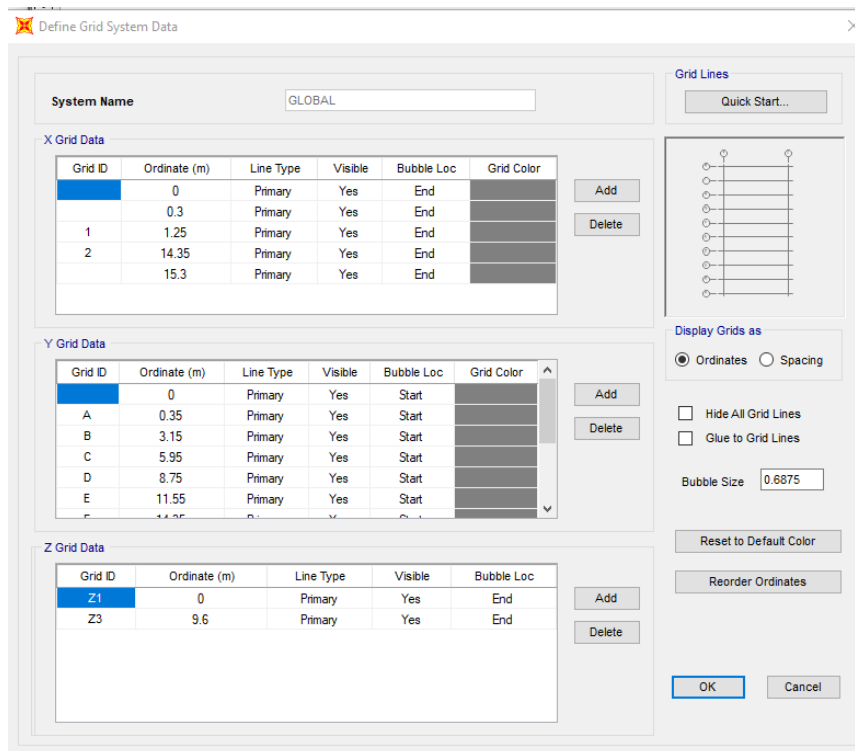 Define Grid System Data
System Name GLOBAL
Grid Lines
Quick Start...
X Grid Data
Grid ID Ordinate (m) Line Type Visible Bubble Loc Grid Color
0 Primary Yes End
0.3 Primary Yes End
1 1.25 Primary Yes End
2 14.35 Primary Yes End
15.3 Primary Yes End
Add
Delete
Y Grid Data
Grid ID Ordinate (m) Line Type Visible Bubble Loc Grid Color
0 Primary Yes Start
A 0.35 Primary Yes Start
B 3.15 Primary Yes Start
C 5.95 Primary Yes Start
D 8.75 Primary Yes Start
E 11.55 Primary Yes Start
Add
Delete
Display Grids as
Ordinates Spacing
Hide All Grid Lines
Glue to Grid Lines
Bubble Size 0.6875
Z Grid Data
Grid ID Ordinate (m) Line Type Visible Bubble Loc
Z1 0 Primary Yes End
Z3 9.6 Primary Yes End
Add
Delete
Reset to Default Color
Reorder Ordinates
OK Cancel